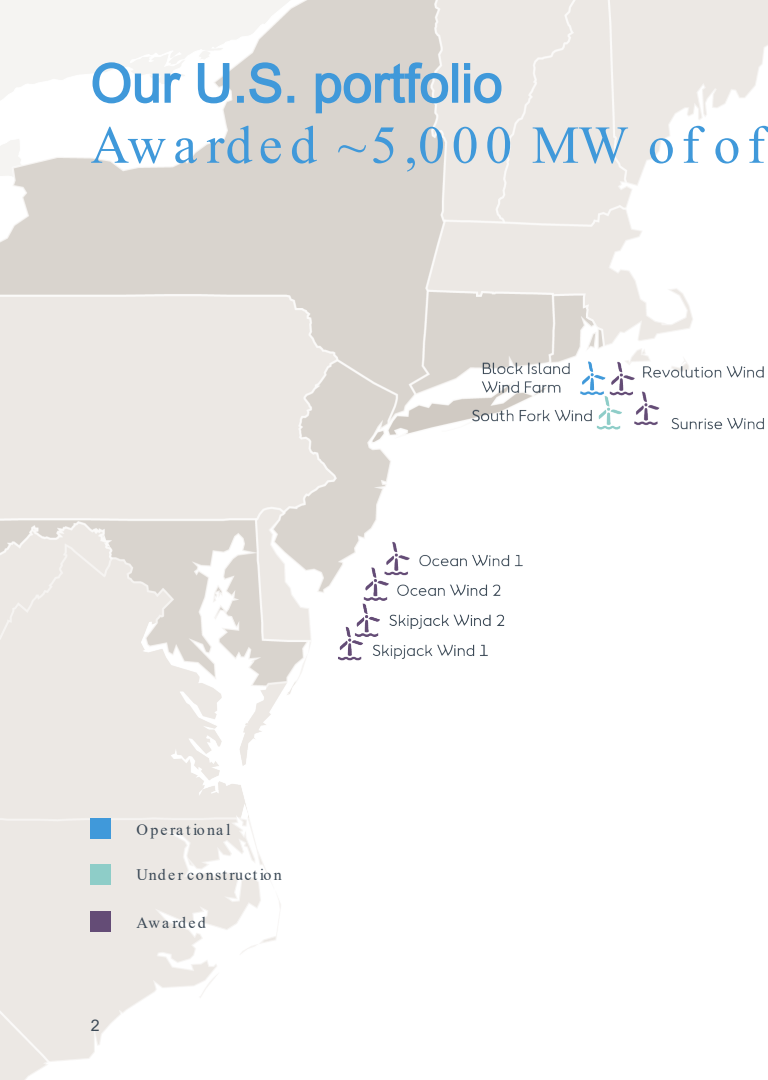 Our U.S. portfolio
Awarded ~5,000 MW of of
Block Island
Wind Farm
Revolution Wind
South Fork Wind
Sunrise Wind
Ocean Wind 1
Ocean Wind 2
Skipjack Wind 2
Skipjack Wind 1
Operational
Under construction
Awarded
2